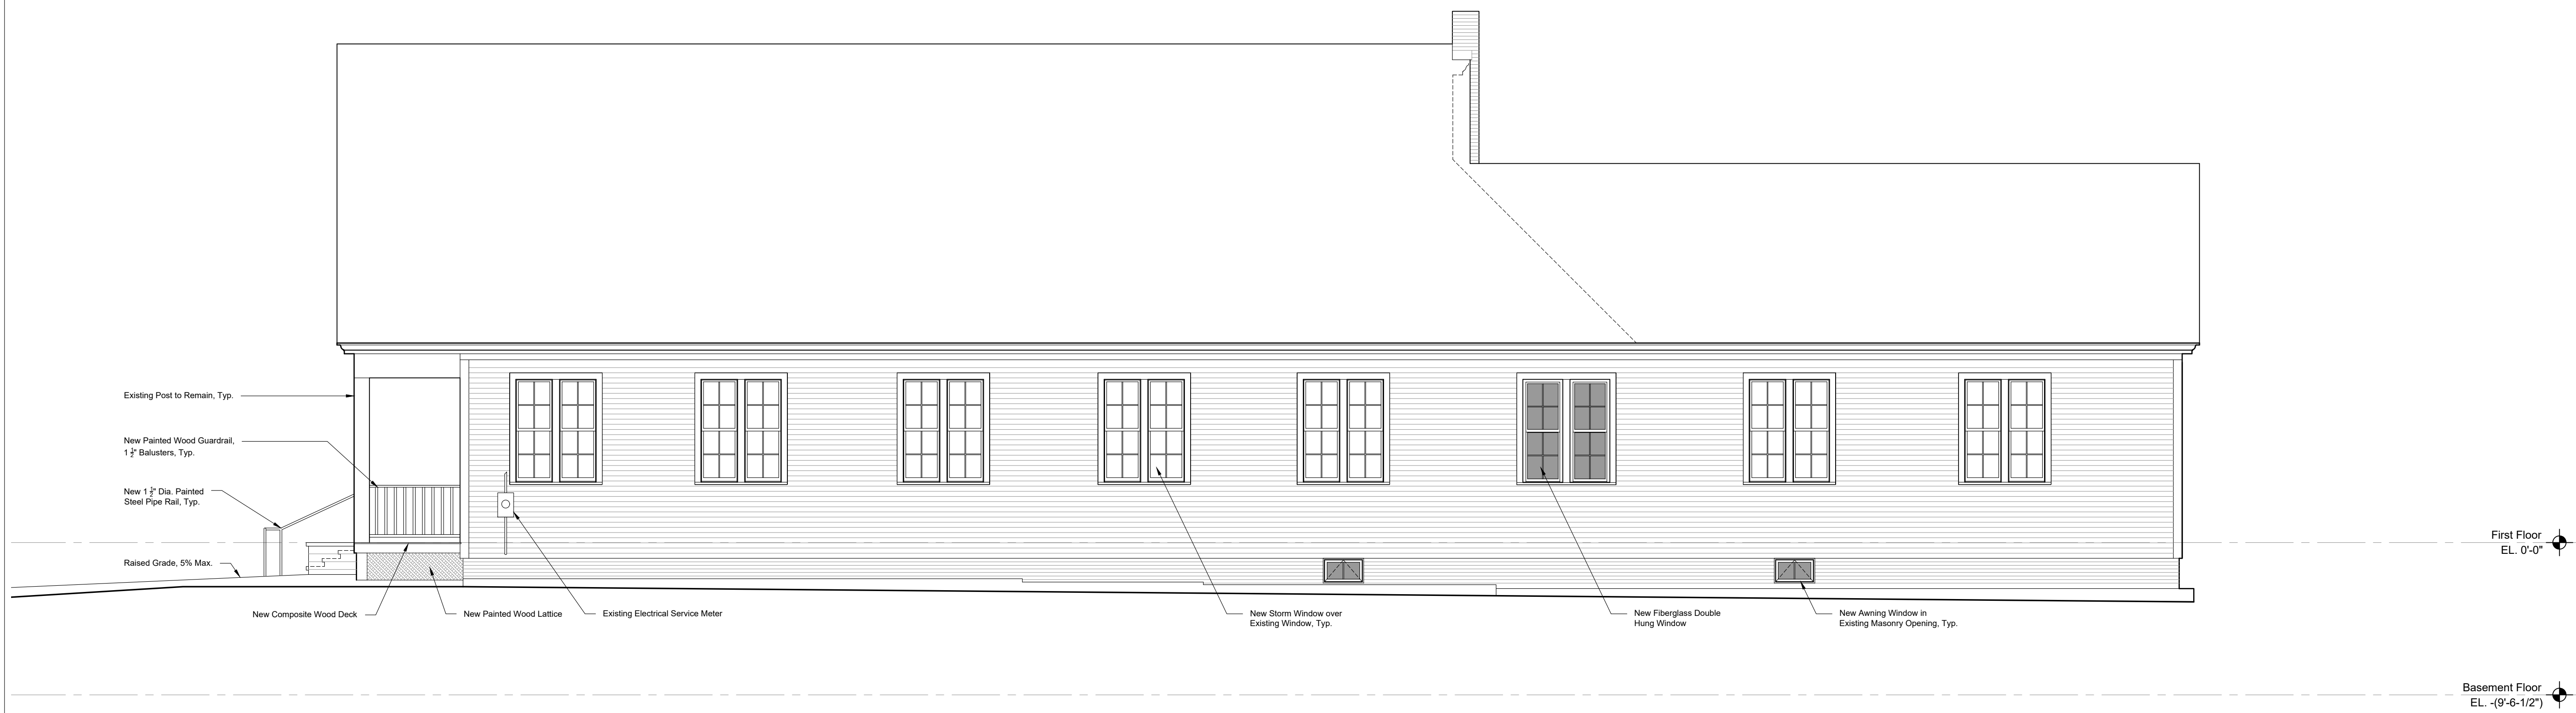 Existing Post to Remain, Typ.
New Painted Wood Guardrail,
1 ½" Balusters, Typ.
New 1 ½" Dia. Painted
Steel Pipe Rail, Typ.
Raised Grade, 5% Max.
New Composite Wood Deck
New Painted Wood Lattice
Existing Electrical Service Meter
New Storm Window over
Existing Window, Typ.
New Fiberglass Double
Hung Window
New Awning Window in
Existing Masonry Opening, Typ.
First Floor
EL. 0'-0"
Basement Floor
EL. -(9'-6-1/2")